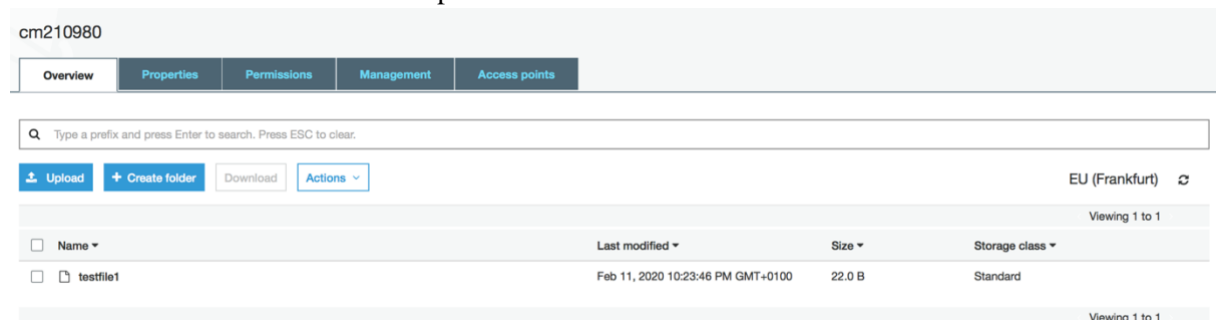 cm210980
Overview Properties Permissions Management Access points
Type a prefix and press Enter to search. Press ESC to clear.
Upload + Create folder Download Actions EU (Frankfurt)
Viewing 1 to 1
Name Last modified Size Storage class
testfile1 Feb 11, 2020 10:23:46 PM GMT+0100 22.0 B Standard
Viewing 1 to 1